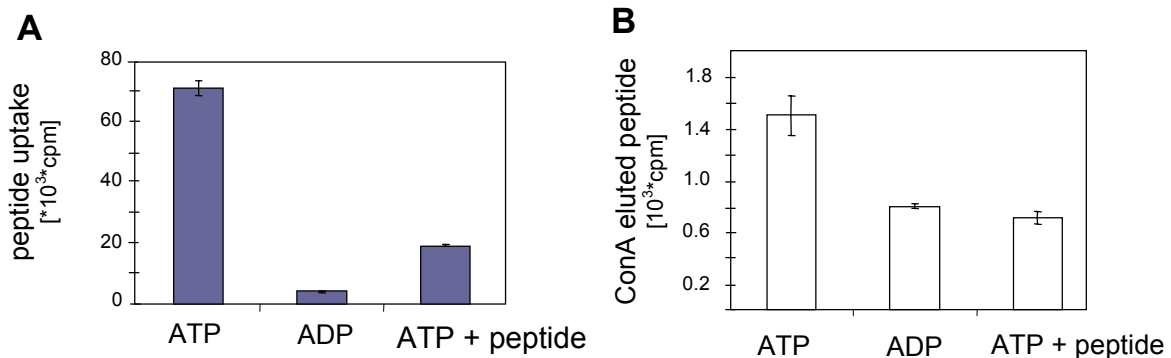 A
peptide uptake
[*10³*cpm]
80
60
40
20
0
ATP ADP ATP + peptide
B
ConA eluted peptide
[10³*cpm]
1.8
1.4
1.0
0.6
0.2
ATP ADP ATP + peptide